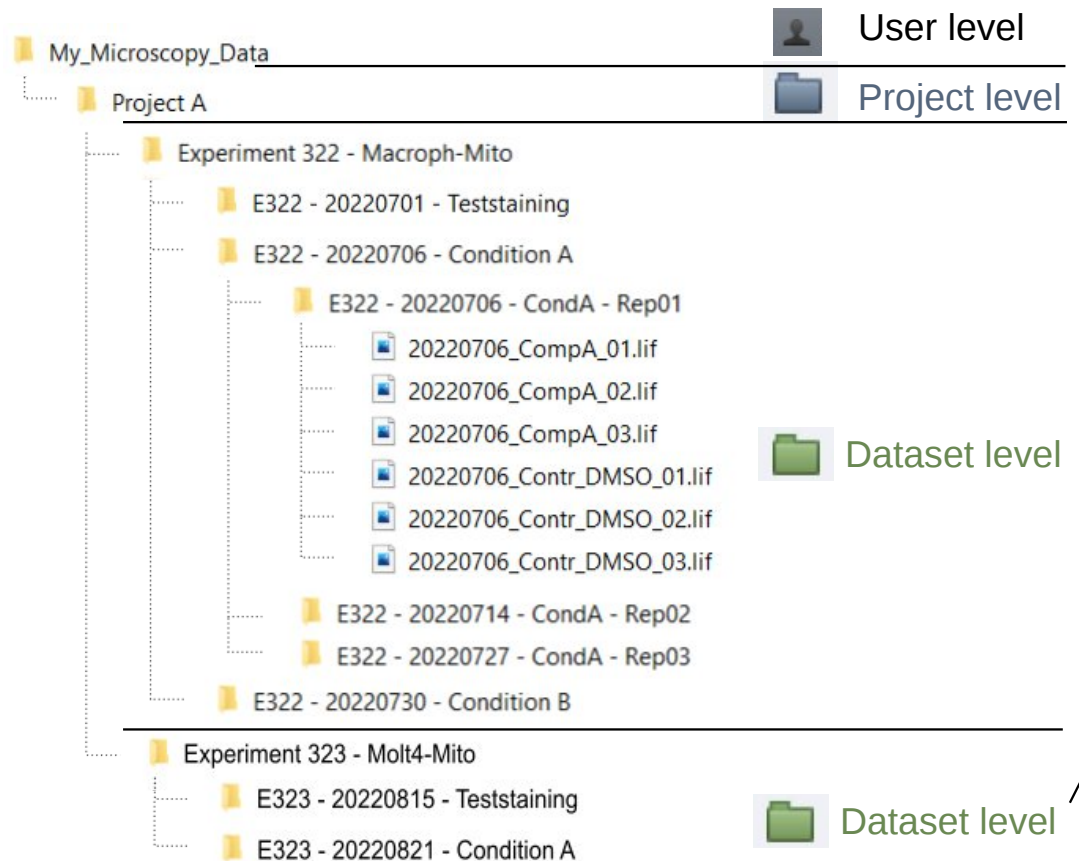 User level
My_Microscopy_Data
Project level
Project A
Experiment 322 - Macroph-Mito
E322 - 20220701 - Teststaining
E322 - 20220706 - Condition A
E322 - 20220706 - CondA - Rep01
20220706_CompA_01.lif
20220706_CompA_02.lif
20220706_CompA_03.lif
Dataset level
20220706_Contr_DMSO_01.lif
20220706_Contr_DMSO_02.lif
20220706_Contr_DMSO_03.lif
E322 - 20220714 - CondA - Rep02
E322 - 20220727 - CondA - Rep03
E322 - 20220730 - Condition B
Experiment 323 - Molt4-Mito
E323 - 20220815 - Teststaining
Dataset level
E323 - 20220821 - Condition A